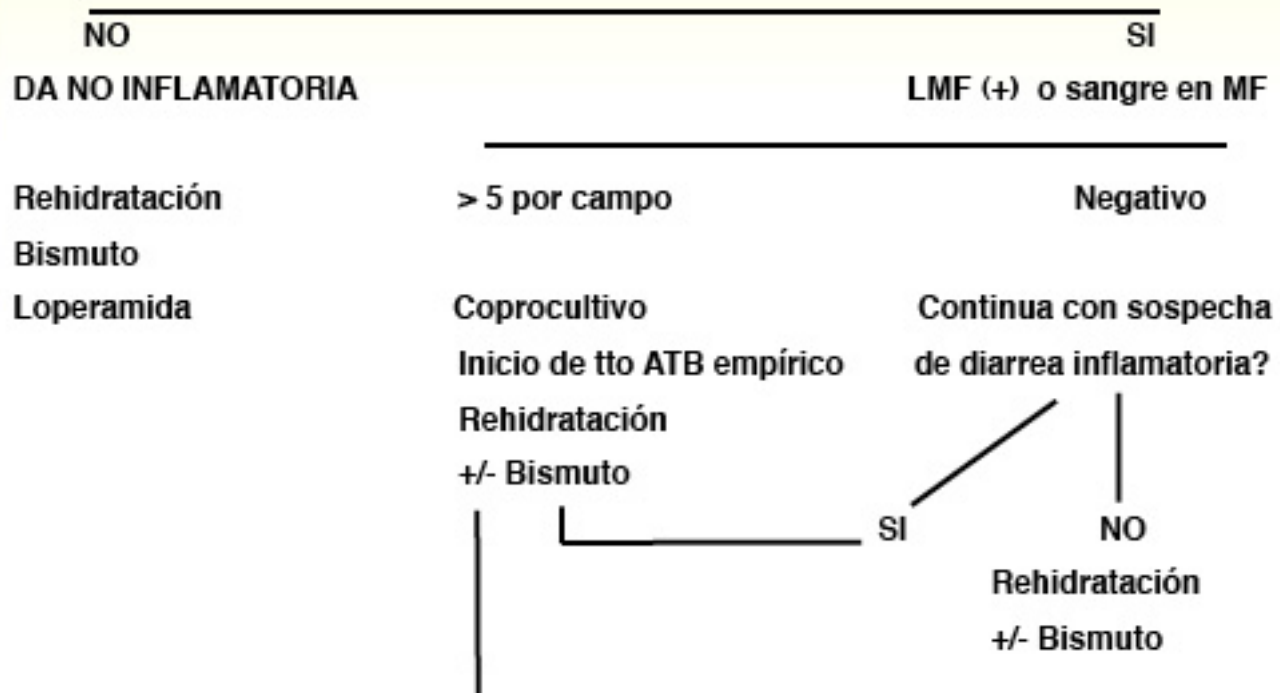 NO SI
DA NO INFLAMATORIA LMF (+) o sangre en MF
Rehidratación > 5 por campo Negativo
Bismuto
Loperamida Coprocultivo Continua con sospecha
Inicio de tto ATB empírico de diarrea inflamatoria?
Rehidratación
+/- Bismuto
SI NO
Rehidratación
+/- Bismuto